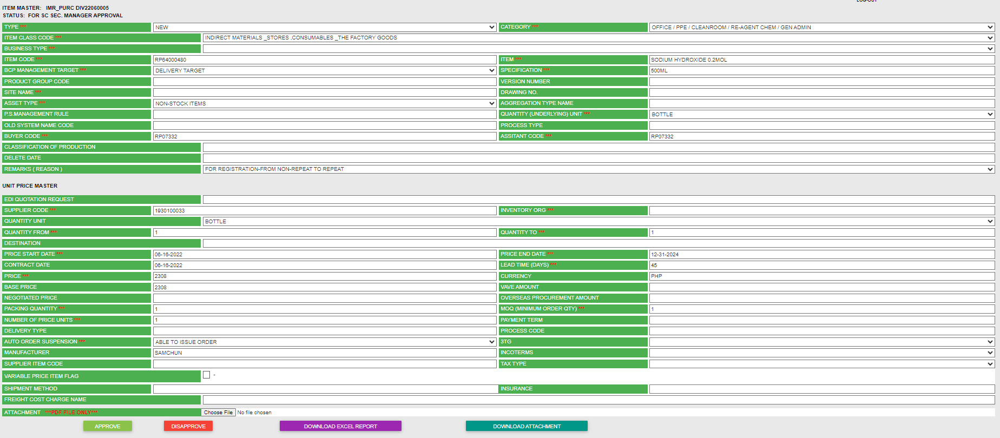 LOG-OUT
ITEM MASTER: IMR_PURC DIV22060005
STATUS: FOR SC SEC. MANAGER APPROVAL
TYPE *** NEW CATEGORY *** OFFICE / PPE / CLEANROOM / RE-AGENT CHEM / GEN ADMIN
ITEM CLASS CODE *** INDIRECT MATERIALS _STORES ,CONSUMABLES _THE FACTORY GOODS
BUSINESS TYPE ***
ITEM CODE *** RP64000480 ITEM *** SODIUM HYDROXIDE 0.2MOL
BCP MANAGEMENT TARGET *** DELIVERY TARGET SPECIFICATION *** 500ML
PRODUCT GROUP CODE VERSION NUMBER
SITE NAME *** DRAWING NO.
ASSET TYPE *** NON-STOCK ITEMS AGGREGATION TYPE NAME
P.S.MANAGEMENT RULE QUANTITY (UNDERLYING) UNIT *** BOTTLE
OLD SYSTEM NAME CODE PROCESS TYPE
BUYER CODE *** RP07332 ASSITANT CODE *** RP07332
CLASSIFICATION OF PRODUCTION
DELETE DATE
REMARKS ( REASON ) FOR REGISTRATION-FROM NON-REPEAT TO REPEAT
UNIT PRICE MASTER
EDI QUOTATION REQUEST
SUPPLIER CODE *** 1930100033 INVENTORY ORG ***
QUANTITY UNIT BOTTLE
QUANTITY FROM *** 1 QUANTITY TO *** 1
DESTINATION
PRICE START DATE *** 06-16-2022 PRICE END DATE *** 12-31-2024
CONTRACT DATE 06-16-2022 LEAD TIME (DAYS) *** 45
PRICE *** 2308 CURRENCY PHP
BASE PRICE 2308 VAVE AMOUNT
NEGOTIATED PRICE OVERSEAS PROCUREMENT AMOUNT
PACKING QUANTITY *** 1 MOQ (MINIMUM ORDER QTY) *** 1
NUMBER OF PRICE UNITS *** 1 PAYMENT TERM
DELIVERY TYPE PROCESS CODE
AUTO ORDER SUSPENSION *** ABLE TO ISSUE ORDER 3TG
MANUFACTURER SAMCHUN INCOTERMS
SUPPLIER ITEM CODE TAX TYPE
VARIABLE PRICE ITEM FLAG -
SHIPMENT METHOD INSURANCE
FREIGHT COST CHARGE NAME
ATTACHMENT ***PDF FILE ONLY*** Choose File No file chosen
APPROVE DISAPPROVE DOWNLOAD EXCEL REPORT DOWNLOAD ATTACHMENT